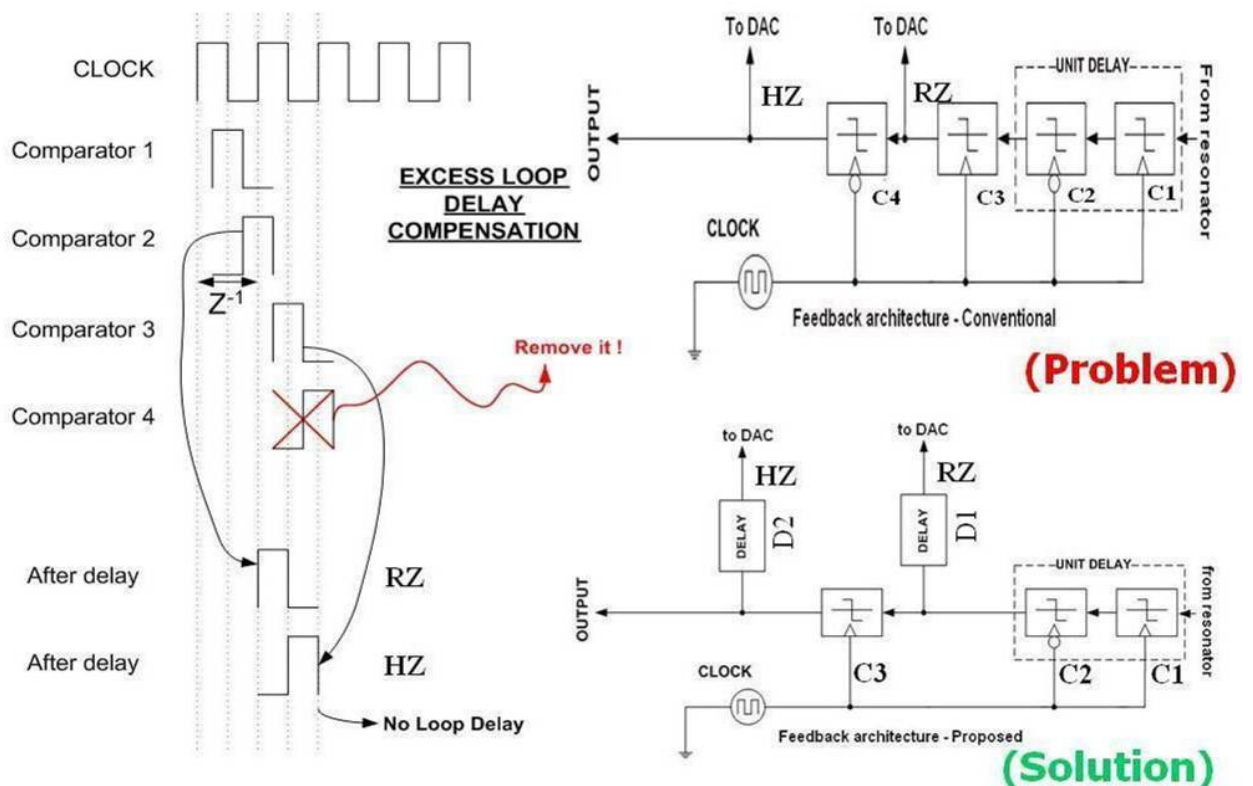 CLOCK
Comparator 1
Comparator 2
Z-1
Comparator 3
Comparator 4
After delay
RZ
After delay
HZ
No Loop Delay
EXCESS LOOP
DELAY
COMPENSATION
Remove it !
To DAC
To DAC
HZ
RZ
UNIT DELAY
From resonator
OUTPUT
C4
C3
C2
C1
CLOCK
Feedback architecture - Conventional
(Problem)
to DAC
to DAC
HZ
RZ
DELAY
D2
DELAY
D1
UNIT DELAY
from resonator
OUTPUT
C3
C2
C1
CLOCK
Feedback architecture - Proposed
(Solution)